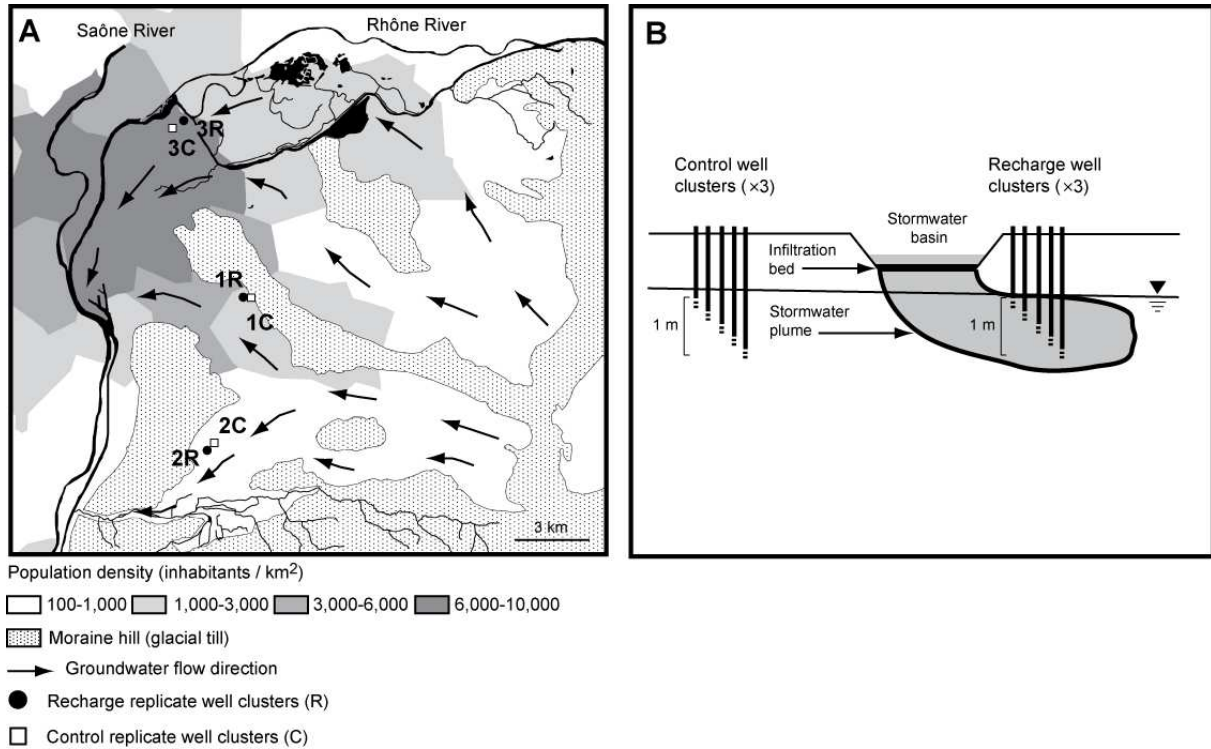 A
Saône River
Rhône River
3R
3C
1R
1C
2C
2R
3 km
Population density (inhabitants / km²)
100-1,000 1,000-3,000 3,000-6,000 6,000-10,000
Moraine hill (glacial till)
Groundwater flow direction
Recharge replicate well clusters (R)
Control replicate well clusters (C)
B
Control well
clusters (×3)
Recharge well
clusters (×3)
Stormwater
basin
Infiltration
bed
1 m
Stormwater
plume
1 m